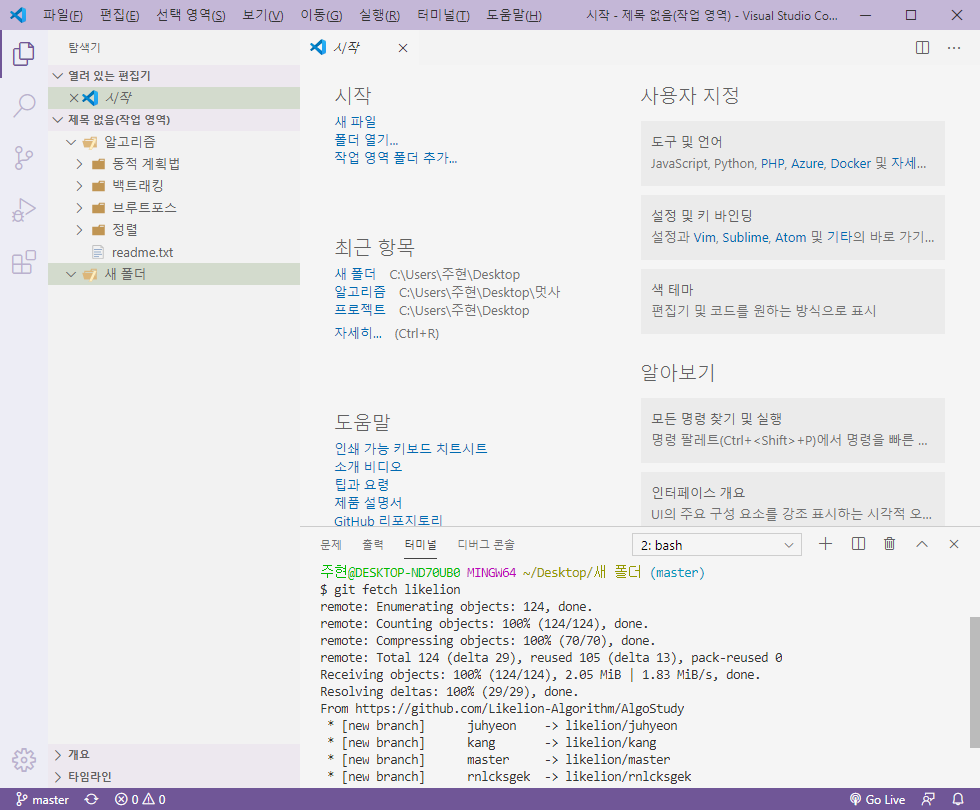 파일(F) 편집(E) 선택 영역(S) 보기(V) 이동(G) 실행(R) 터미널(T) 도움말(H) 시작 - 제목 없음(작업 영역) - Visual Studio Co...
탐색기
열려 있는 편집기
시작
제목 없음(작업 영역)
알고리즘
동적 계획법
백트래킹
브루트포스
정렬
readme.txt
새 폴더
개요
타임라인
시작
시작
새 파일
폴더 열기...
작업 영역 폴더 추가...
최근 항목
새 폴더 C:\Users\주현\Desktop
알고리즘 C:\Users\주현\Desktop\멋사
프로젝트 C:\Users\주현\Desktop
자세히... (Ctrl+R)
도움말
인쇄 가능 키보드 치트시트
소개 비디오
팁과 요령
제품 설명서
GitHub 리포지토리
사용자 지정
도구 및 언어
JavaScript, Python, PHP, Azure, Docker 및 자세...
설정 및 키 바인딩
설정과 Vim, Sublime, Atom 및 기타의 바로 가기...
색 테마
편집기 및 코드를 원하는 방식으로 표시
알아보기
모든 명령 찾기 및 실행
명령 팔레트(Ctrl+<Shift>+P)에서 명령을 빠른 ...
인터페이스 개요
UI의 주요 구성 요소를 강조 표시하는 시각적 오...
문제 출력 터미널 디버그 콘솔 2: bash
주현@DESKTOP-ND70UB0 MINGW64 ~/Desktop/새 폴더 (master)
$ git fetch likelion
remote: Enumerating objects: 124, done.
remote: Counting objects: 100% (124/124), done.
remote: Compressing objects: 100% (70/70), done.
remote: Total 124 (delta 29), reused 105 (delta 13), pack-reused 0
Receiving objects: 100% (124/124), 2.05 MiB | 1.83 MiB/s, done.
Resolving deltas: 100% (29/29), done.
From https://github.com/Likelion-Algorithm/AlgoStudy
* [new branch] juhyeon -> likelion/juhyeon
* [new branch] kang -> likelion/kang
* [new branch] master -> likelion/master
* [new branch] rnlcksgek -> likelion/rnlcksgek
master 0 0 Go Live